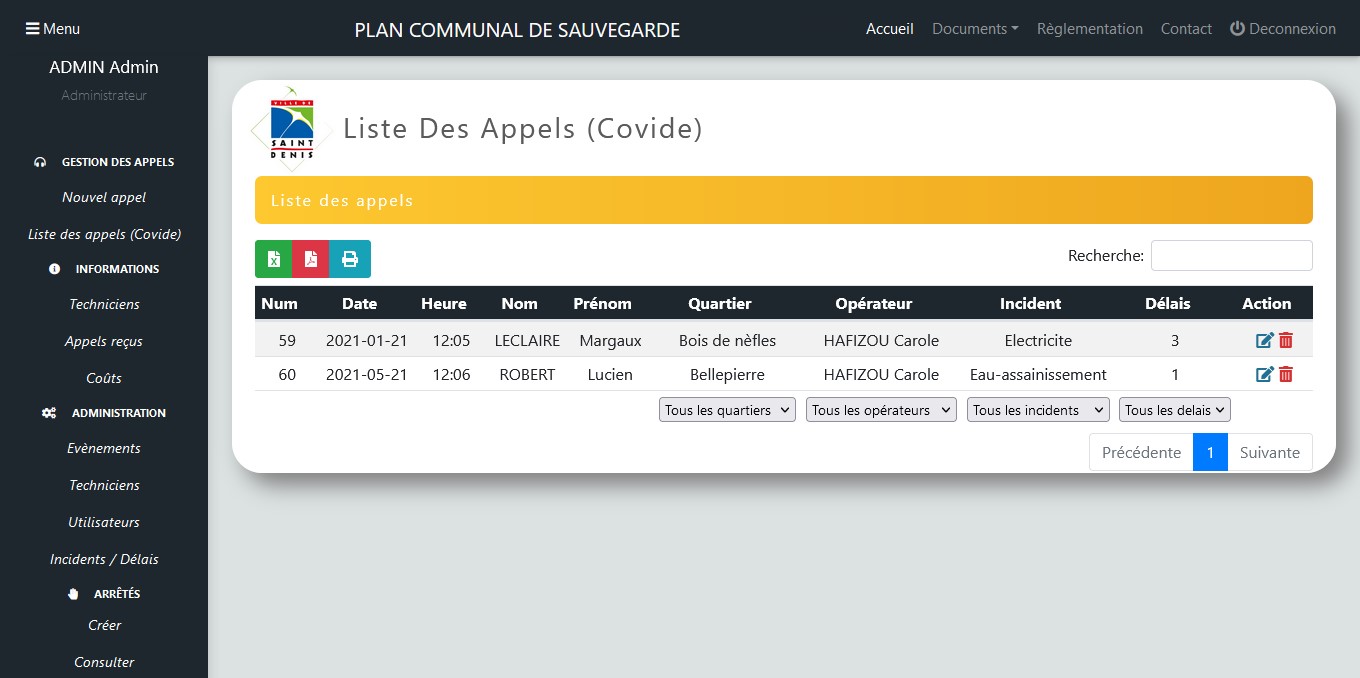 Menu
PLAN COMMUNAL DE SAUVEGARDE
Accueil Documents Règlementation Contact Deconnexion
ADMIN Admin
Administrateur
GESTION DES APPELS
Nouvel appel
Liste des appels (Covide)
INFORMATIONS
Techniciens
Appels reçus
Coûts
ADMINISTRATION
Evènements
Techniciens
Utilisateurs
Incidents / Délais
ARRÊTÉS
Créer
Consulter
VILLE DE
SAINT
DENIS
Liste Des Appels (Covide)
Liste des appels
Recherche:
Num Date Heure Nom Prénom Quartier Opérateur Incident Délais Action
59 2021-01-21 12:05 LECLAIRE Margaux Bois de nèfles HAFIZOU Carole Electricite 3
60 2021-05-21 12:06 ROBERT Lucien Bellepierre HAFIZOU Carole Eau-assainissement 1
Tous les quartiers Tous les opérateurs Tous les incidents Tous les delais
Précédente 1 Suivante